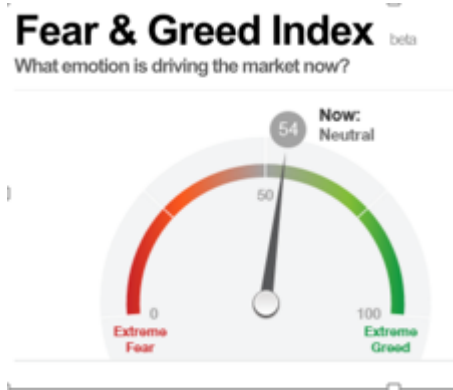 Fear & Greed Index beta
What emotion is driving the market now?
54
Now:
Neutral
50
0
100
Extreme
Fear
Extreme
Greed